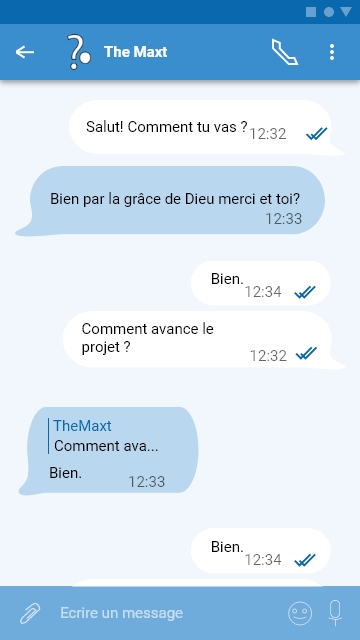 The Maxt
Salut! Comment tu vas ? 12:32
Bien par la grâce de Dieu merci et toi?
12:33
Bien.
12:34
Comment avance le
projet ?
12:32
TheMaxt
Comment ava...
Bien.
12:33
Bien.
12:34
Ecrire un message